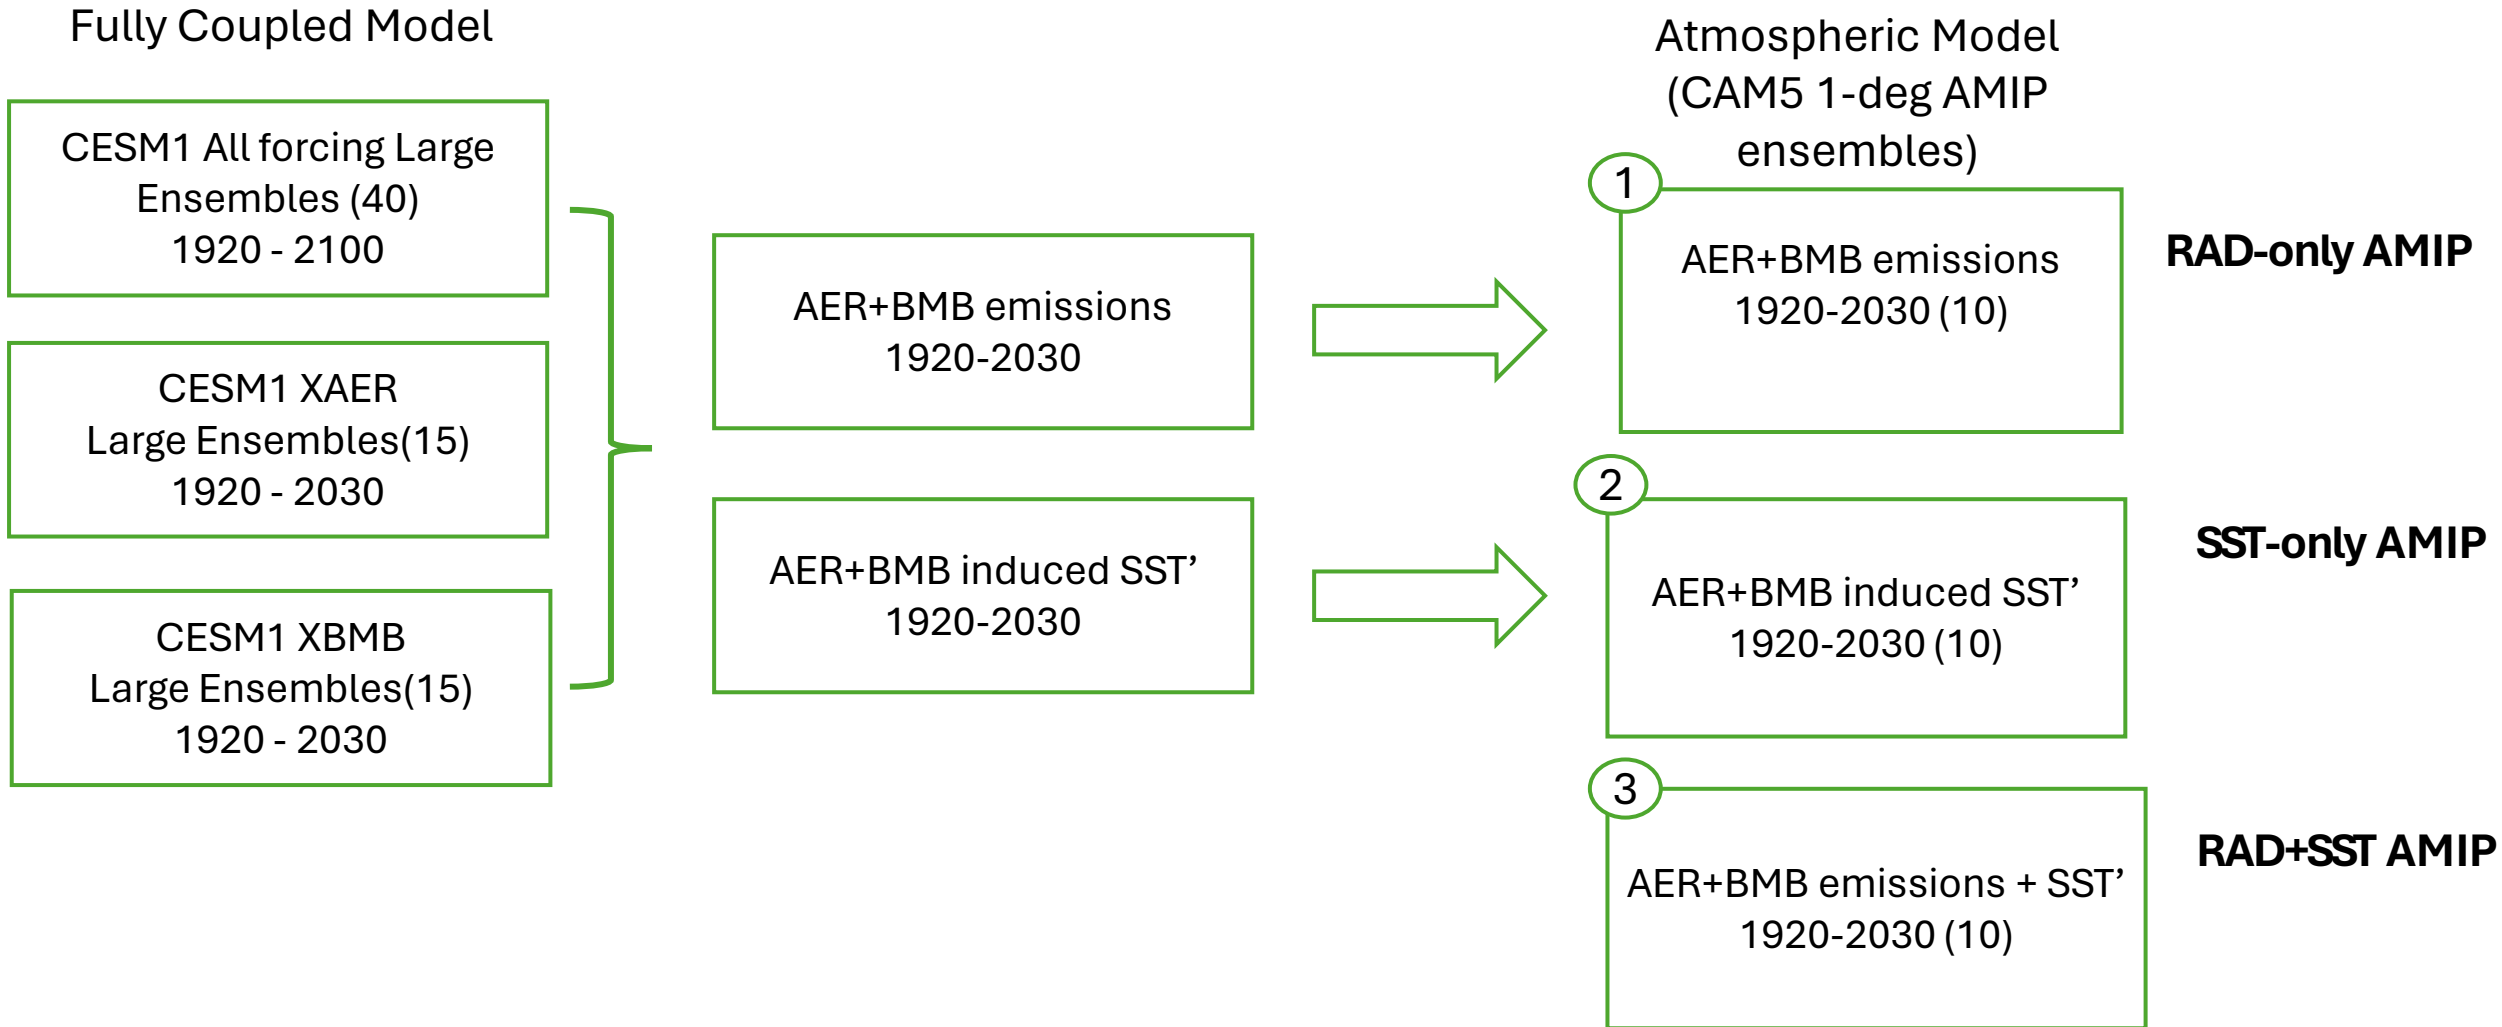 Fully Coupled Model
CESM1 All forcing Large
Ensembles (40)
1920 - 2100
CESM1 XAER
Large Ensembles(15)
1920 - 2030
CESM1 XBMB
Large Ensembles(15)
1920 - 2030
AER+BMB emissions
1920-2030
AER+BMB induced SST’
1920-2030
Atmospheric Model
(CAM5 1-deg AMIP
ensembles)
1
AER+BMB emissions
1920-2030 (10)
RAD-only AMIP
2
AER+BMB induced SST’
1920-2030 (10)
SST-only AMIP
3
AER+BMB emissions + SST’
1920-2030 (10)
RAD+SST AMIP